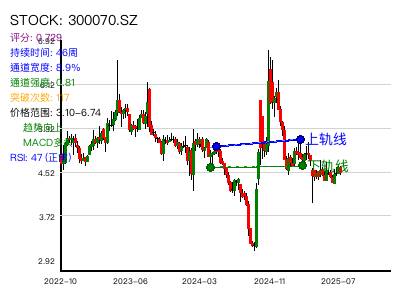 STOCK: 300070.SZ
评分: 0.729
6.92
持续时间: 46周
通道宽度: 8.9%
通道强度: 0.81
突破次数:
价格范围: 3.10-6.74
趋势向上
MACD
RSI: 47 (正
上轨线
下轨线
4.52
3.72
2.92
2022-10 2023-06 2024-03 2024-11 2025-07